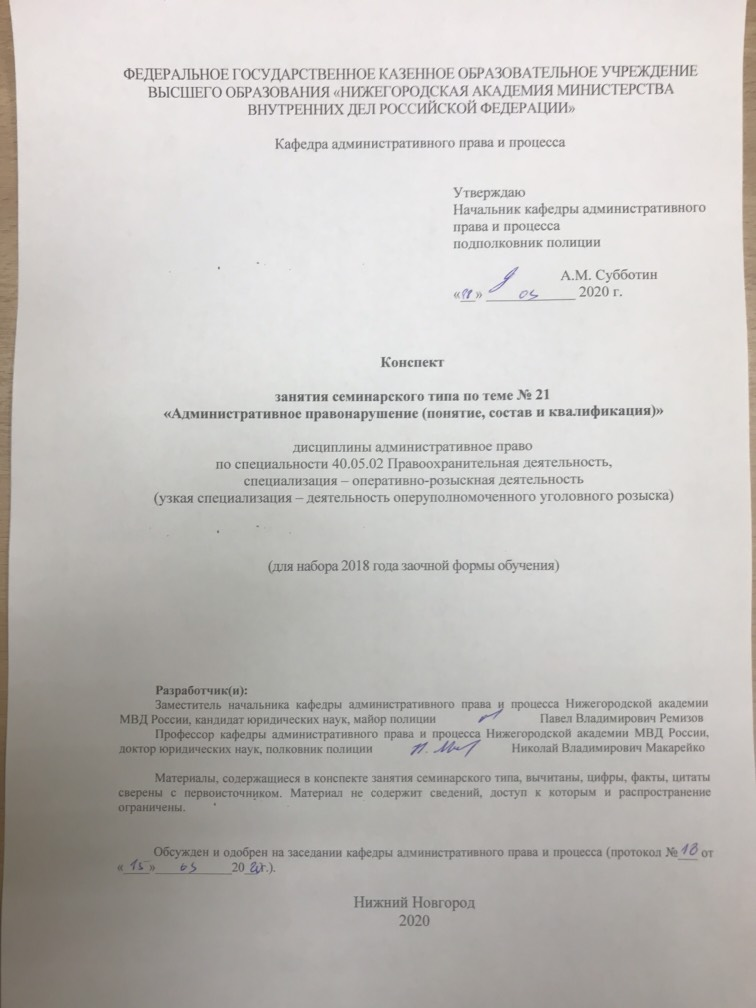 ФЕДЕРАЛЬНОЕ ГОСУДАРСТВЕННОЕ КАЗЕННОЕ ОБРАЗОВАТЕЛЬНОЕ УЧРЕЖДЕНИЕ
ВЫСШЕГО ОБРАЗОВАНИЯ «НИЖЕГОРОДСКАЯ АКАДЕМИЯ МИНИСТЕРСТВА
ВНУТРЕННИХ ДЕЛ РОССИЙСКОЙ ФЕДЕРАЦИИ»
Кафедра административного права и процесса
Утверждаю
Начальник кафедры административного
права и процесса
подполковник полиции
А.М. Субботин
« » 03 2020 г.
Конспект
занятия семинарского типа по теме № 21
«Административное правонарушение (понятие, состав и квалификация)»
дисциплины административное право
по специальности 40.05.02 Правоохранительная деятельность,
специализация – оперативно-розыскная деятельность
(узкая специализация – деятельность оперуполномоченного уголовного розыска)
(для набора 2018 года заочной формы обучения)
Разработчик(и):
Заместитель начальника кафедры административного права и процесса Нижегородской академии
МВД России, кандидат юридических наук, майор полиции Павел Владимирович Ремизов
Профессор кафедры административного права и процесса Нижегородской академии МВД России,
доктор юридических наук, полковник полиции Николай Владимирович Макарейко
Материалы, содержащиеся в конспекте занятия семинарского типа, вычитаны, цифры, факты, цитаты
сверены с первоисточником. Материал не содержит сведений, доступ к которым и распространение
ограничены.
Обсужден и одобрен на заседании кафедры административного права и процесса (протокол № 18 от
« 15 » 03 20 20 г.).
Нижний Новгород
2020